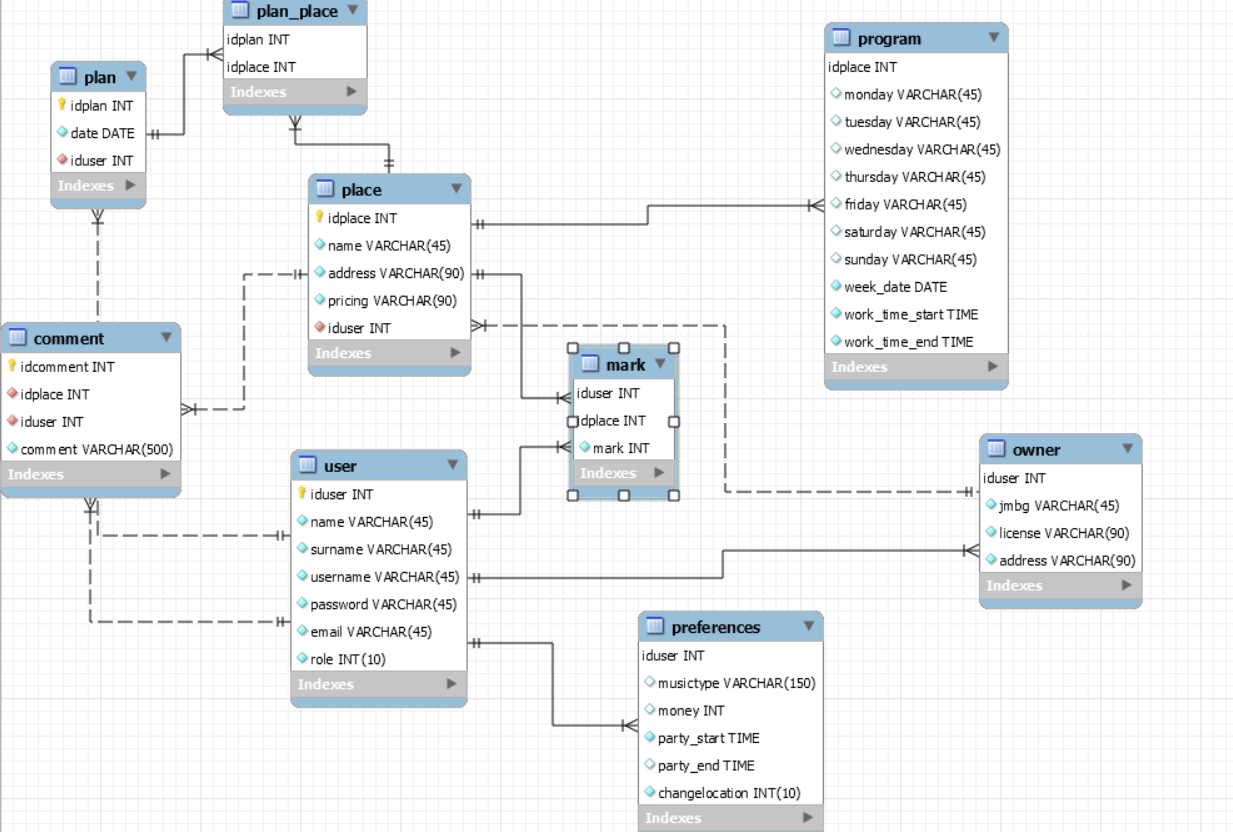 plan_place
idplan INT
idplace INT
Indexes
plan
idplan INT
date DATE
iduser INT
Indexes
program
idplace INT
monday VARCHAR(45)
tuesday VARCHAR(45)
wednesday VARCHAR(45)
thursday VARCHAR(45)
friday VARCHAR(45)
saturday VARCHAR(45)
sunday VARCHAR(45)
week_date DATE
work_time_start TIME
work_time_end TIME
Indexes
place
idplace INT
name VARCHAR(45)
address VARCHAR(90)
pricing VARCHAR(90)
iduser INT
Indexes
comment
idcomment INT
idplace INT
iduser INT
comment VARCHAR(500)
Indexes
mark
iduser INT
idplace INT
mark INT
Indexes
user
iduser INT
name VARCHAR(45)
surname VARCHAR(45)
username VARCHAR(45)
password VARCHAR(45)
email VARCHAR(45)
role INT(10)
Indexes
owner
iduser INT
jmbg VARCHAR(45)
license VARCHAR(90)
address VARCHAR(90)
Indexes
preferences
iduser INT
musictype VARCHAR(150)
money INT
party_start TIME
party_end TIME
changelocation INT(10)
Indexes